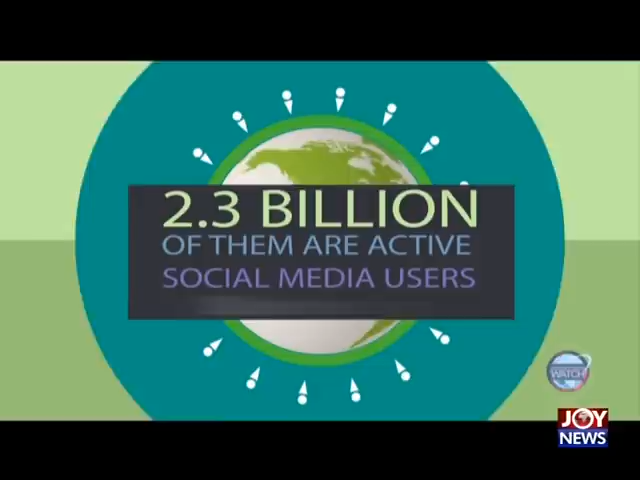 2.3 BILLION
OF THEM ARE ACTIVE
SOCIAL MEDIA USERS
WATCH
JOY
NEWS